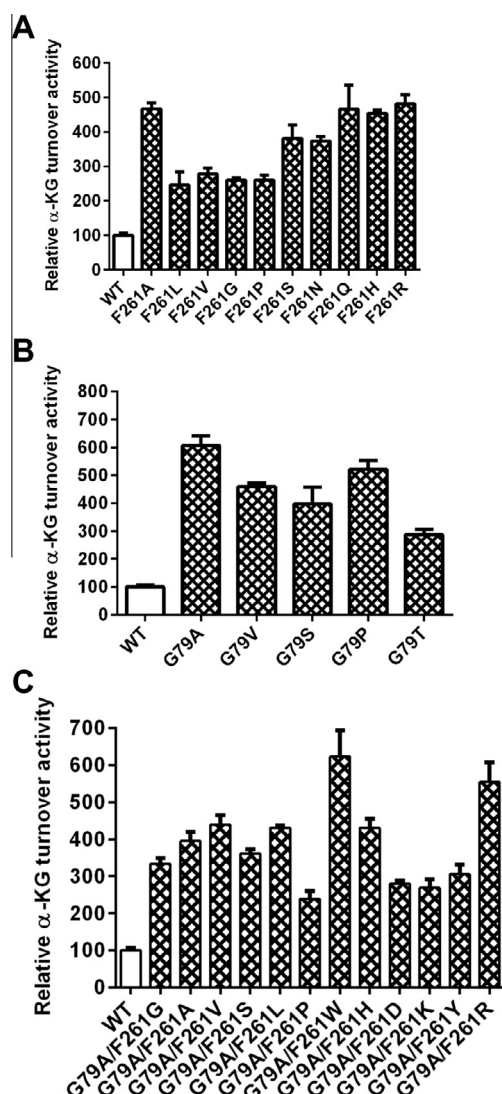 A
Relative α-KG turnover activity
600
500
400
300
200
100
0
WT
F261A
F261L
F261V
F261G
F261P
F261S
F261N
F261Q
F261H
F261R
B
Relative α-KG turnover activity
800
700
600
500
400
300
200
100
0
WT
G79A
G79V
G79S
G79P
G79T
C
Relative α-KG turnover activity
700
600
500
400
300
200
100
0
WT
G79A/F261G
G79A/F261A
G79A/F261V
G79A/F261S
G79A/F261L
G79A/F261P
G79A/F261W
G79A/F261H
G79A/F261D
G79A/F261K
G79A/F261Y
G79A/F261R